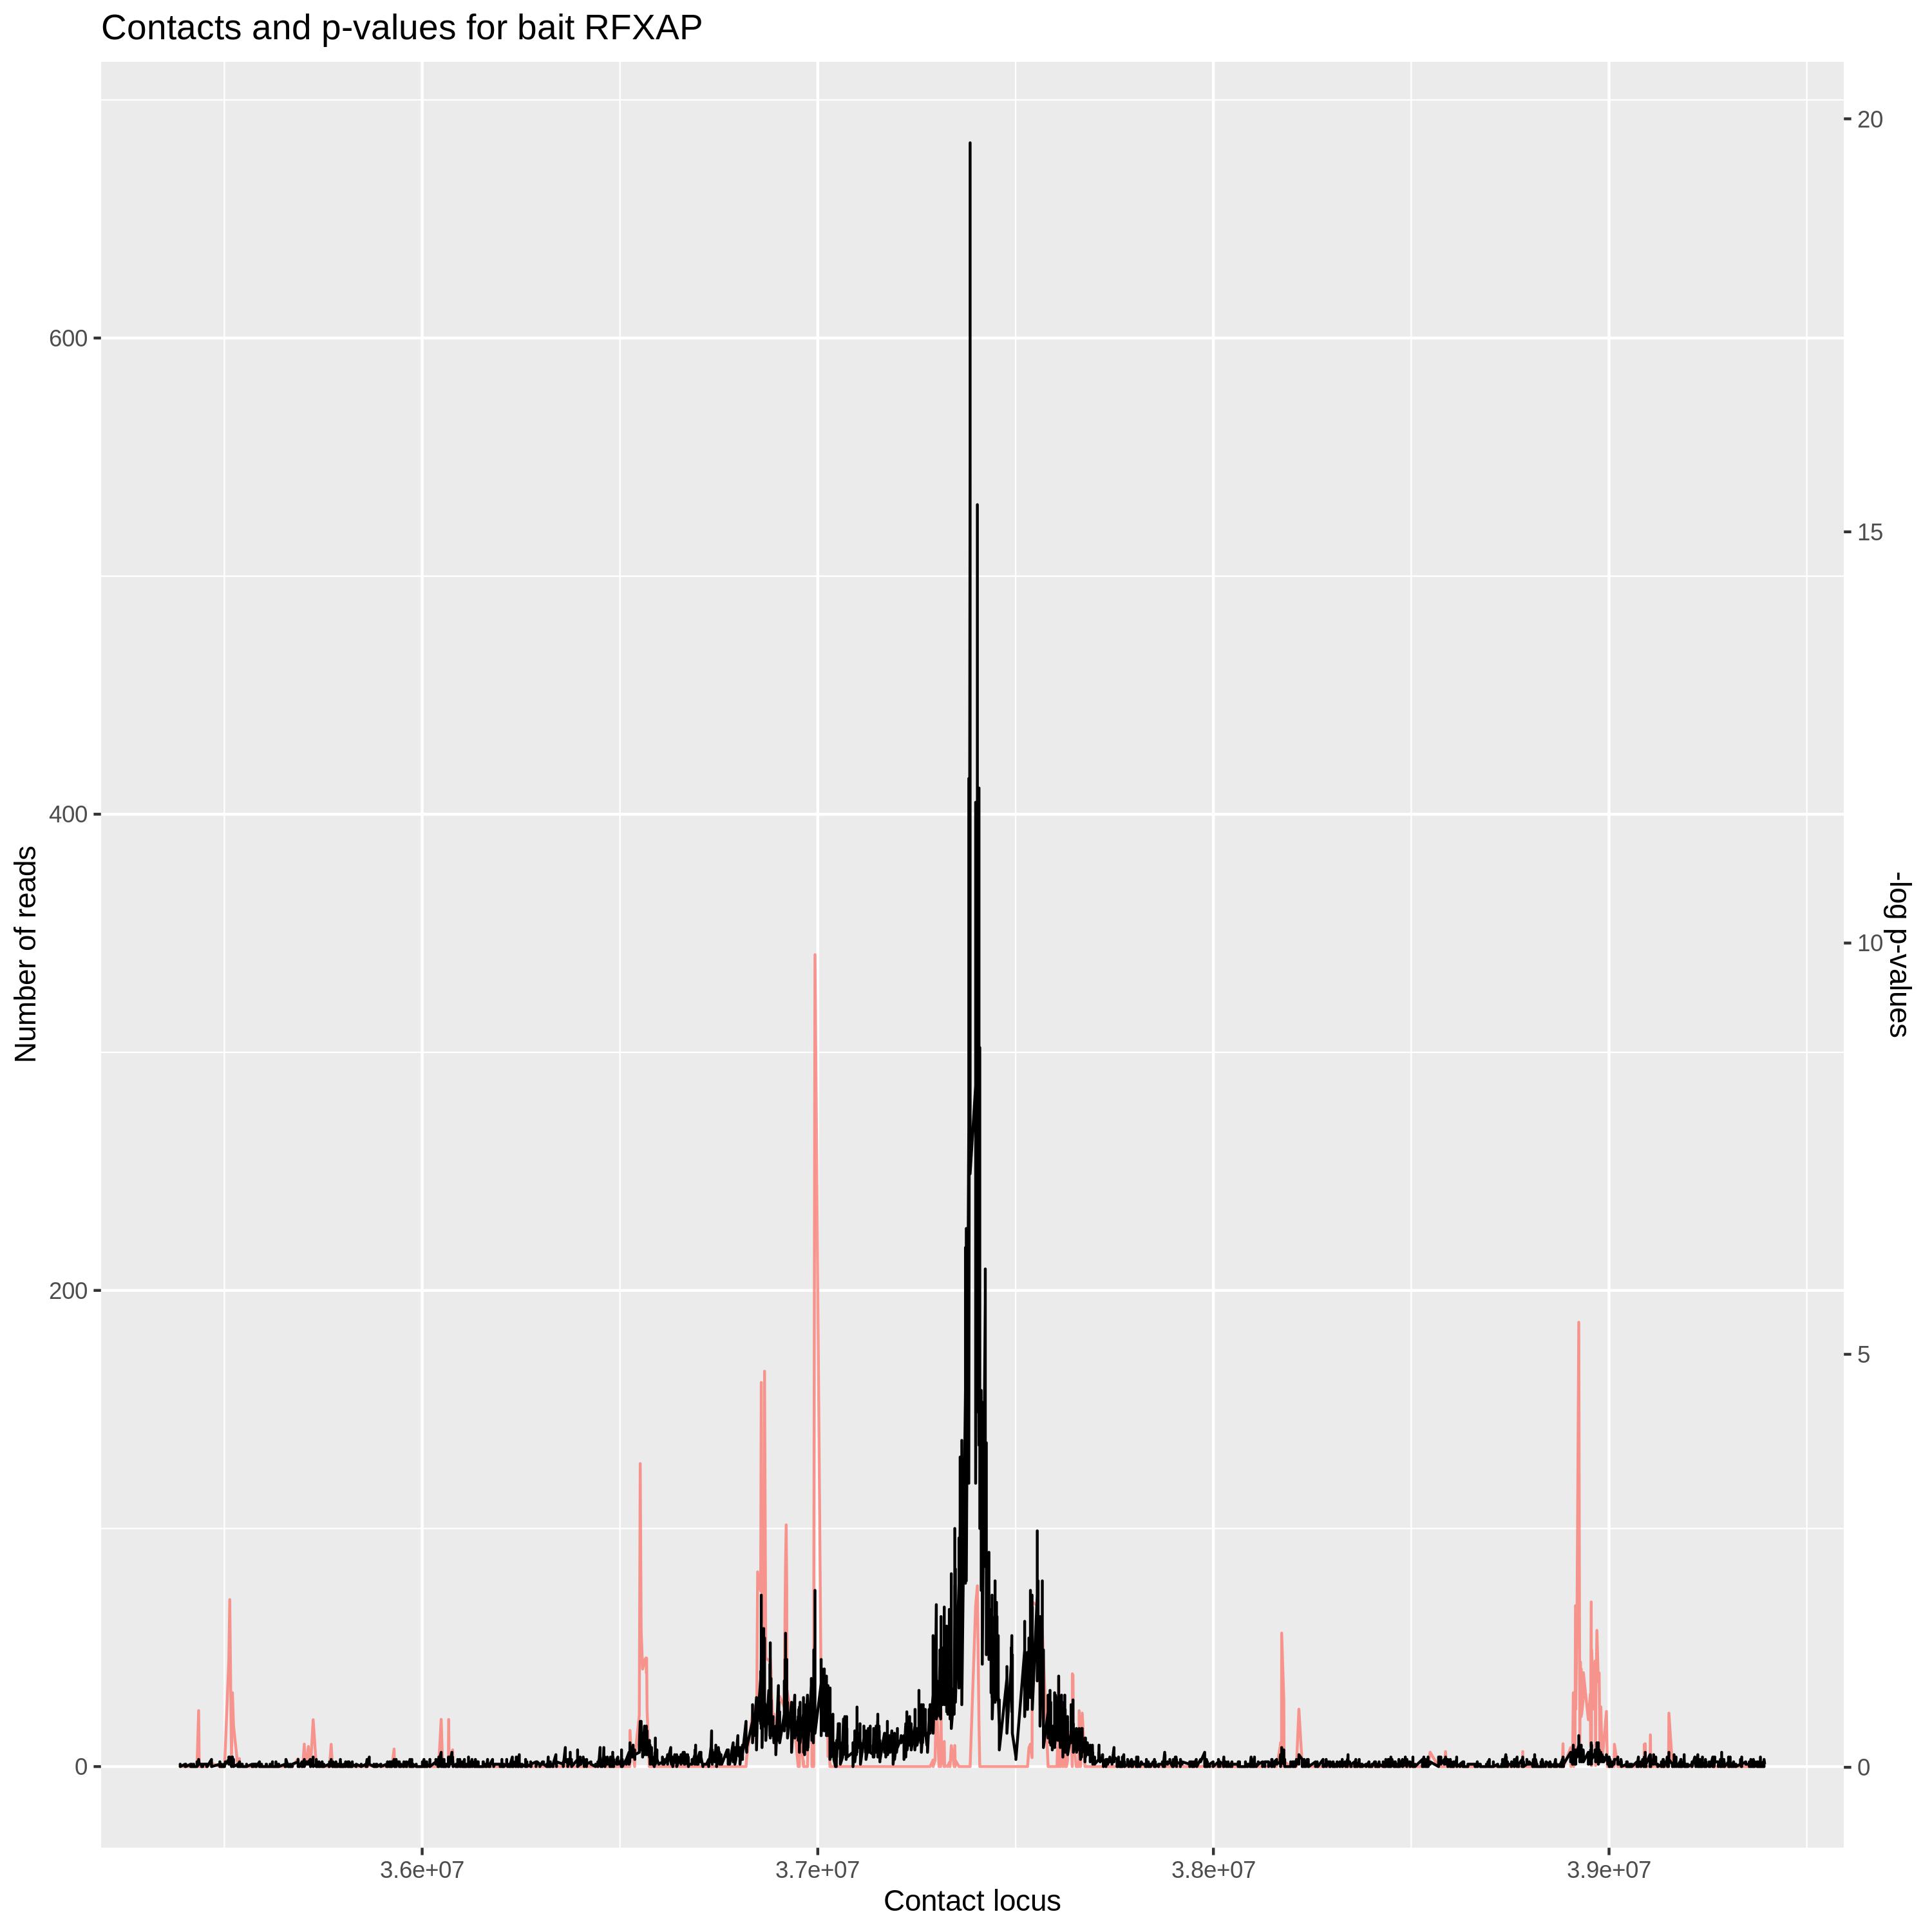 Contacts and p-values for bait RFXAP
Number of reads
600
400
200
0
20
15
10
5
0
-log p-values
3.6e+07
3.7e+07
3.8e+07
3.9e+07
Contact locus